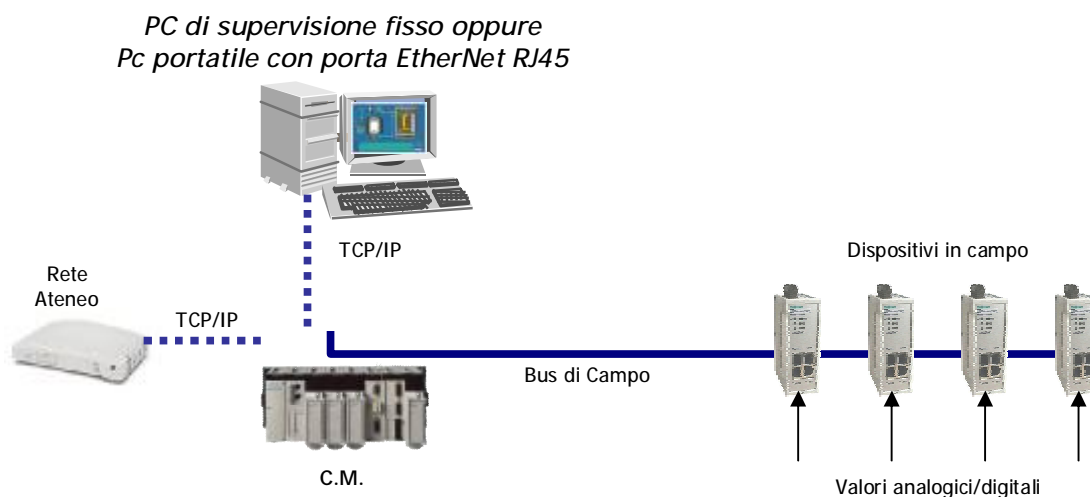 PC di supervisione fisso oppure
Pc portatile con porta EtherNet RJ45
TCP/IP
Dispositivi in campo
Rete
Ateneo
TCP/IP
Bus di Campo
C.M.
Valori analogici/digitali